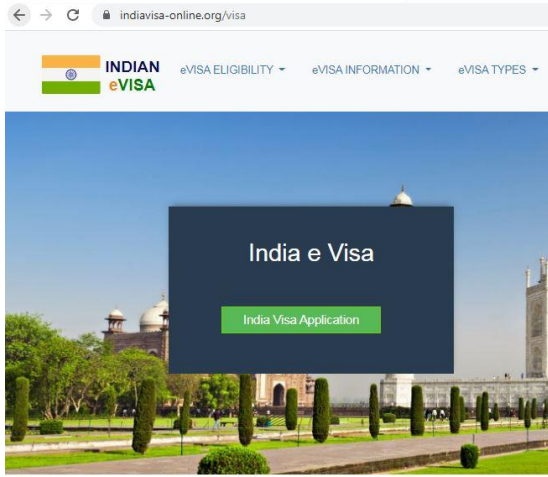 indiavisa-online.org/visa
INDIAN
eVISA
eVISA ELIGIBILITY
eVISA INFORMATION
eVISA TYPES
India e Visa
India Visa Application